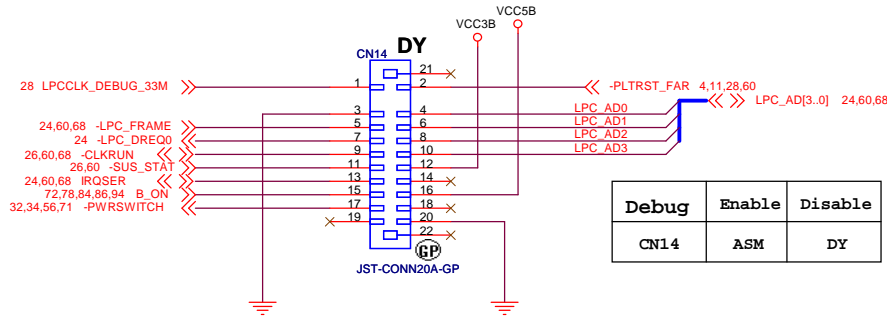 VCC5B
VCC3B
DY
CN14
21
28 LPCCLK_DEBUG_33M 1 2 -PLTRST_FAR 4,11,28,60
LPC_AD[3..0] 24,60,68
3 4 LPC_AD0
24,60,68 -LPC_FRAME 5 6 LPC_AD1
24 -LPC_DREQ0 7 8 LPC_AD2
26,60,68 -CLKRUN 9 10 LPC_AD3
26,60 -SUS_STAT 11 12
24,60,68 IRQSER 13 14
72,78,84,86,94 B_ON 15 16
32,34,56,71 -PWRSWITCH 17 18
19 20
22
GP
JST-CONN20A-GP
Debug Enable Disable
CN14 ASM DY